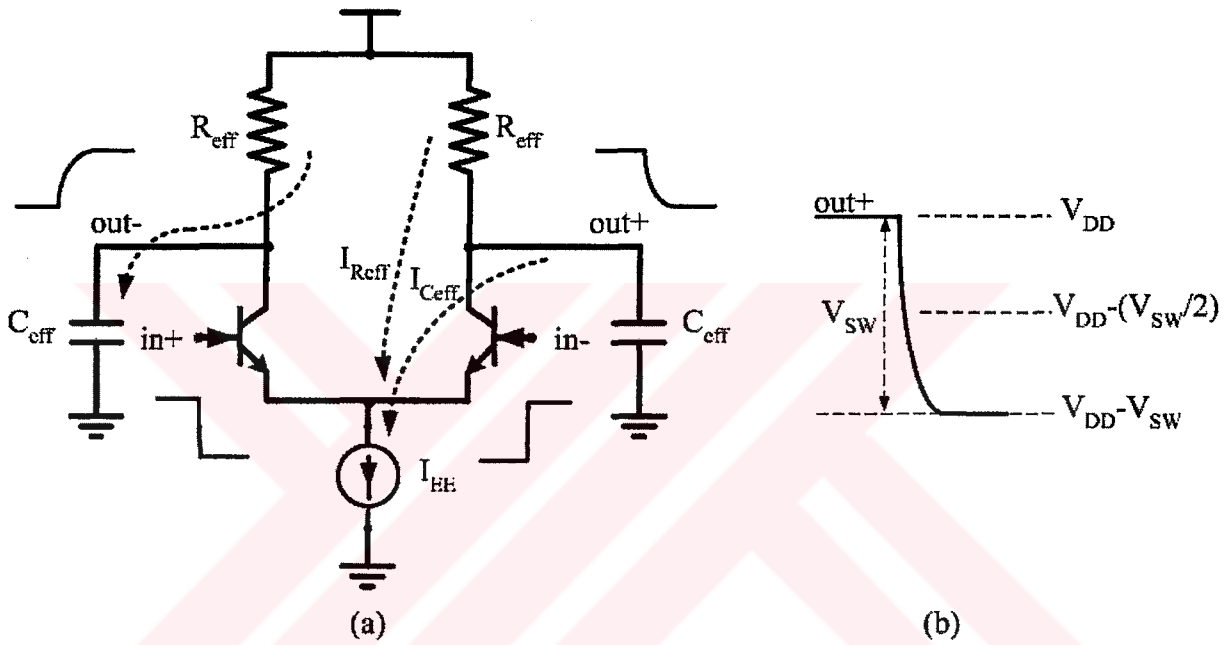 R_eff
R_eff
out-
out+
I_Reff
I_Ceff
C_eff
in+
in-
C_eff
I_EE
(a)
out+
V_DD
V_SW
V_DD-(V_SW/2)
V_DD-V_SW
(b)